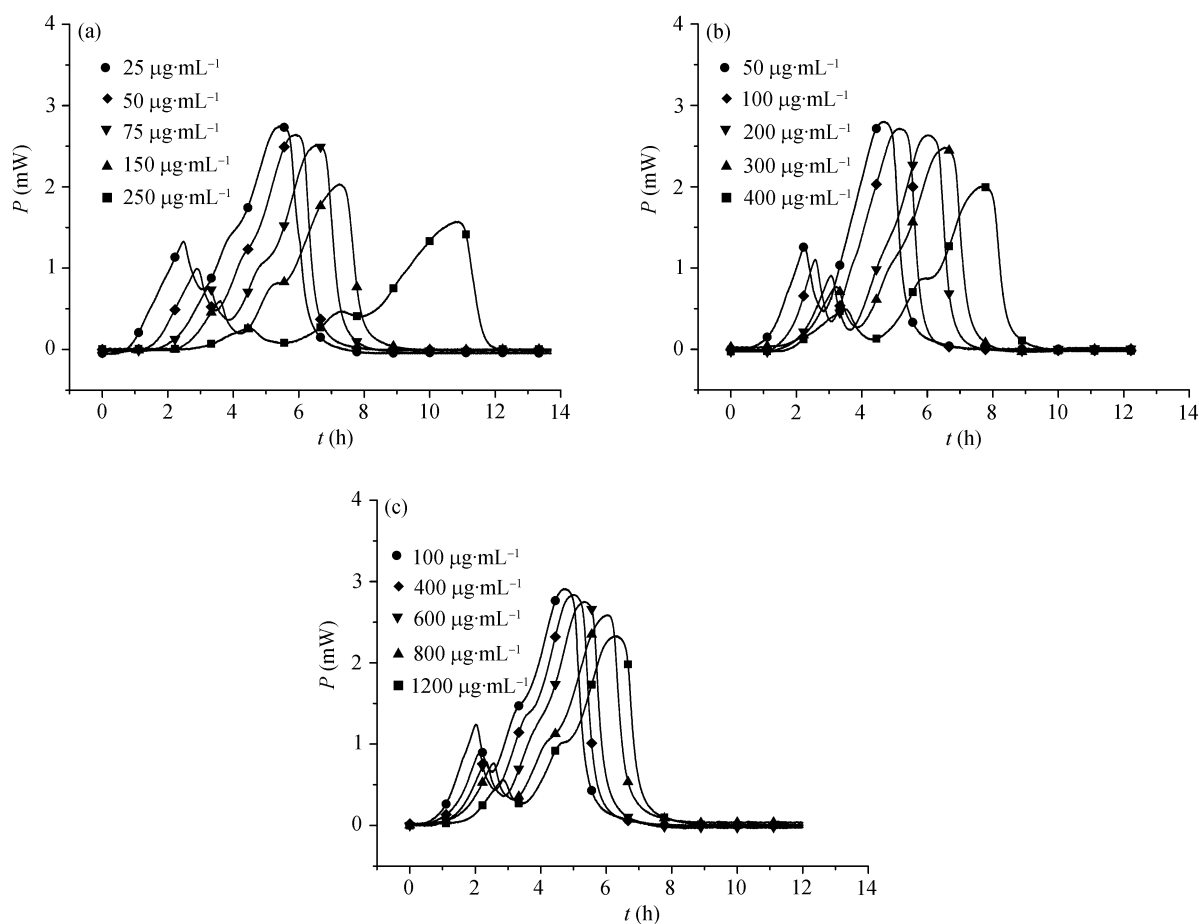 (a)
25 μg·mL⁻¹
50 μg·mL⁻¹
75 μg·mL⁻¹
150 μg·mL⁻¹
250 μg·mL⁻¹
P (mW)
4
3
2
1
0
0 2 4 6 8 10 12 14
t (h)
(b)
50 μg·mL⁻¹
100 μg·mL⁻¹
200 μg·mL⁻¹
300 μg·mL⁻¹
400 μg·mL⁻¹
P (mW)
4
3
2
1
0
0 2 4 6 8 10 12 14
t (h)
(c)
100 μg·mL⁻¹
400 μg·mL⁻¹
600 μg·mL⁻¹
800 μg·mL⁻¹
1200 μg·mL⁻¹
P (mW)
4
3
2
1
0
0 2 4 6 8 10 12 14
t (h)